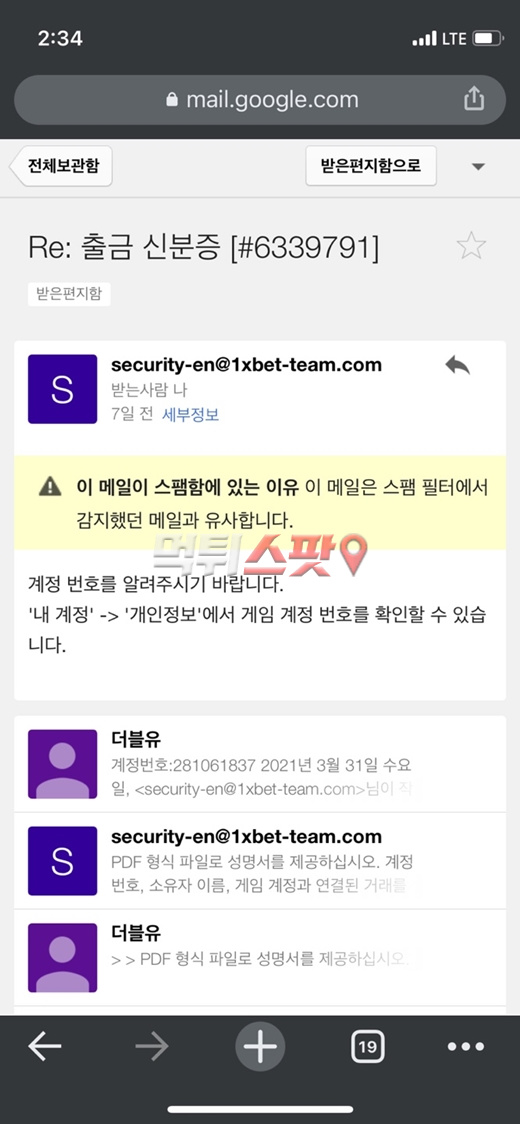 2:34
LTE
mail.google.com
전체보관함
받은편지함으로
Re: 출금 신분증 [#6339791]
받은편지함
S
security-en@1xbet-team.com
받는사람 나
7일 전 세부정보
이 메일이 스팸함에 있는 이유 이 메일은 스팸 필터에서
감지했던 메일과 유사합니다.
먹튀스팟
계정 번호를 알려주시기 바랍니다.
'내 계정' -> '개인정보'에서 게임 계정 번호를 확인할 수 있습
니다.
더블유
계정번호:281061837 2021년 3월 31일 수요
일, <security-en@1xbet-team.com>님이 작
S
security-en@1xbet-team.com
PDF 형식 파일로 성명서를 제공하십시오. 계정
번호, 소유자 이름, 게임 계정과 연결된 거래를
더블유
> > PDF 형식 파일로 성명서를 제공하십시오.
19